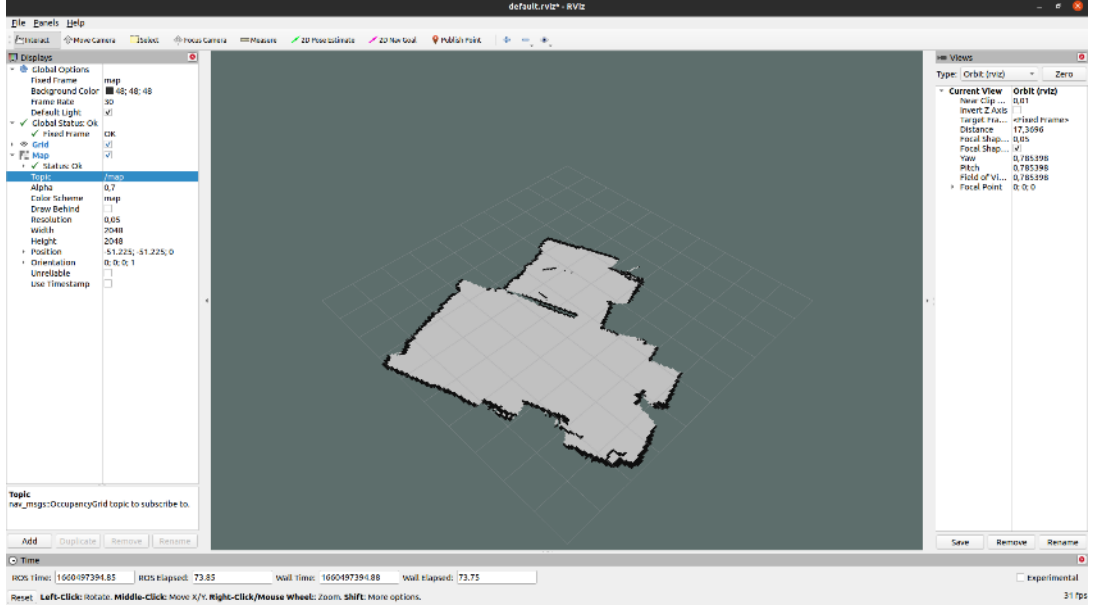 default.rviz* - RViz
File Panels Help
Interact Move Camera Select Focus Camera Measure 2D Pose Estimate 2D Nav Goal Publish Point
Displays
Global Options
Fixed Frame map
Background Color 48; 48; 48
Frame Rate 30
Default Light
Global Status: Ok
Fixed Frame OK
Grid
Map
Status: Ok
Topic /map
Alpha 0,7
Color Scheme map
Draw Behind
Resolution 0,05
Width 2048
Height 2048
Position -51.225; -51.225; 0
Orientation 0; 0; 0; 1
Unreliable
Use Timestamp
Topic
nav_msgs::OccupancyGrid topic to subscribe to.
Add Duplicate Remove Rename
Views
Type: Orbit (rviz) Zero
Current View Orbit (rviz)
Near Clip ... 0,01
Invert Z Axis
Target Fra... <Fixed Frame>
Distance 17,3696
Focal Shap... 0,05
Focal Shap...
Yaw 0,785398
Pitch 0,785398
Field of Vi... 0,785398
Focal Point 0; 0; 0
Save Remove Rename
Time
ROS Time: 1660497394.85 ROS Elapsed: 73.85 Wall Time: 1660497394.88 Wall Elapsed: 73.75 Experimental
Reset Left-Click: Rotate. Middle-Click: Move X/Y. Right-Click/Mouse Wheel: Zoom. Shift: More options. 31 fps